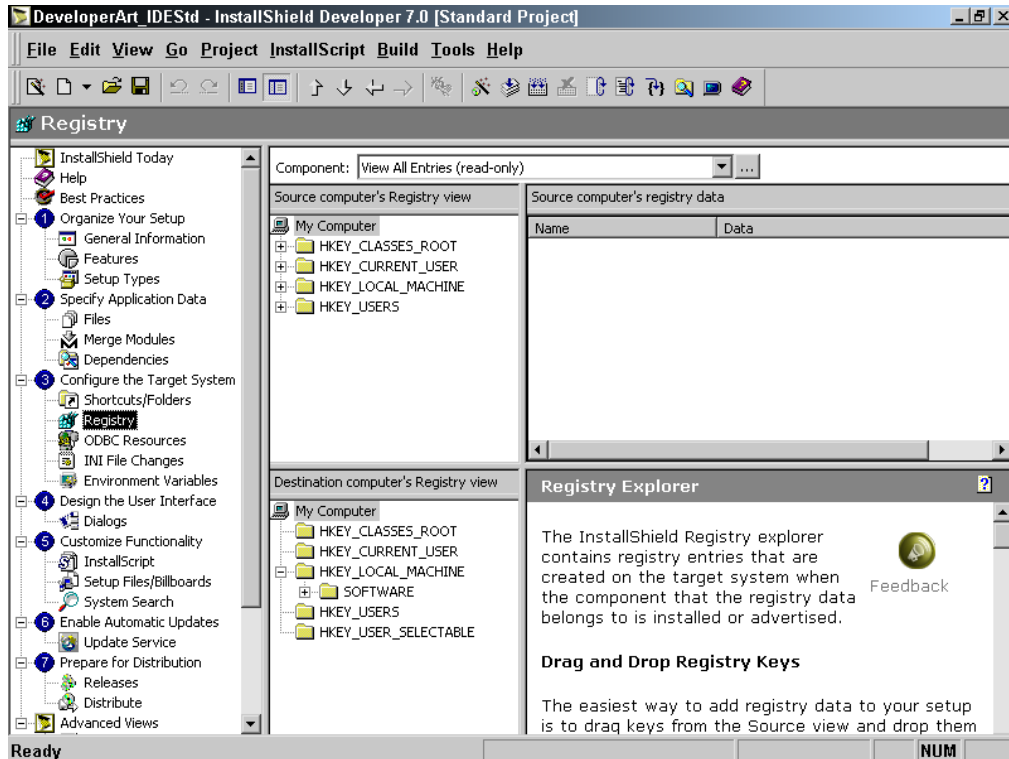 DeveloperArt_IDEStd - InstallShield Developer 7.0 [Standard Project]
File Edit View Go Project InstallScript Build Tools Help
Registry
InstallShield Today
Help
Best Practices
1 Organize Your Setup
General Information
Features
Setup Types
2 Specify Application Data
Files
Merge Modules
Dependencies
3 Configure the Target System
Shortcuts/Folders
Registry
ODBC Resources
INI File Changes
Environment Variables
4 Design the User Interface
Dialogs
5 Customize Functionality
InstallScript
Setup Files/Billboards
System Search
6 Enable Automatic Updates
Update Service
7 Prepare for Distribution
Releases
Distribute
Advanced Views
Component: View All Entries (read-only) ...
Source computer's Registry view
My Computer
HKEY_CLASSES_ROOT
HKEY_CURRENT_USER
HKEY_LOCAL_MACHINE
HKEY_USERS
Source computer's registry data
Name Data
Destination computer's Registry view
My Computer
HKEY_CLASSES_ROOT
HKEY_CURRENT_USER
HKEY_LOCAL_MACHINE
SOFTWARE
HKEY_USERS
HKEY_USER_SELECTABLE
Registry Explorer ?
The InstallShield Registry explorer
contains registry entries that are
created on the target system when
the component that the registry data
belongs to is installed or advertised.
Feedback
Drag and Drop Registry Keys
The easiest way to add registry data to your setup
is to drag keys from the Source view and drop them
Ready NUM